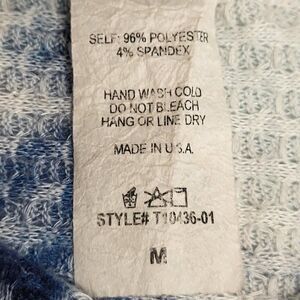 SELF: 96% POLYESTER
4% SPANDEX
HAND WASH COLD
DO NOT BLEACH
HANG OR LINE DRY
MADE IN U.S.A.
STYLE# T10436-01
M